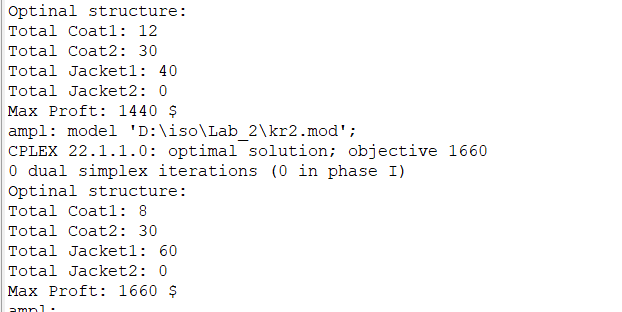 Optinal structure:
Total Coat1: 12
Total Coat2: 30
Total Jacket1: 40
Total Jacket2: 0
Max Proft: 1440 $
ampl: model 'D:\iso\Lab_2\kr2.mod';
CPLEX 22.1.1.0: optimal solution; objective 1660
0 dual simplex iterations (0 in phase I)
Optinal structure:
Total Coat1: 8
Total Coat2: 30
Total Jacket1: 60
Total Jacket2: 0
Max Proft: 1660 $
ampl: